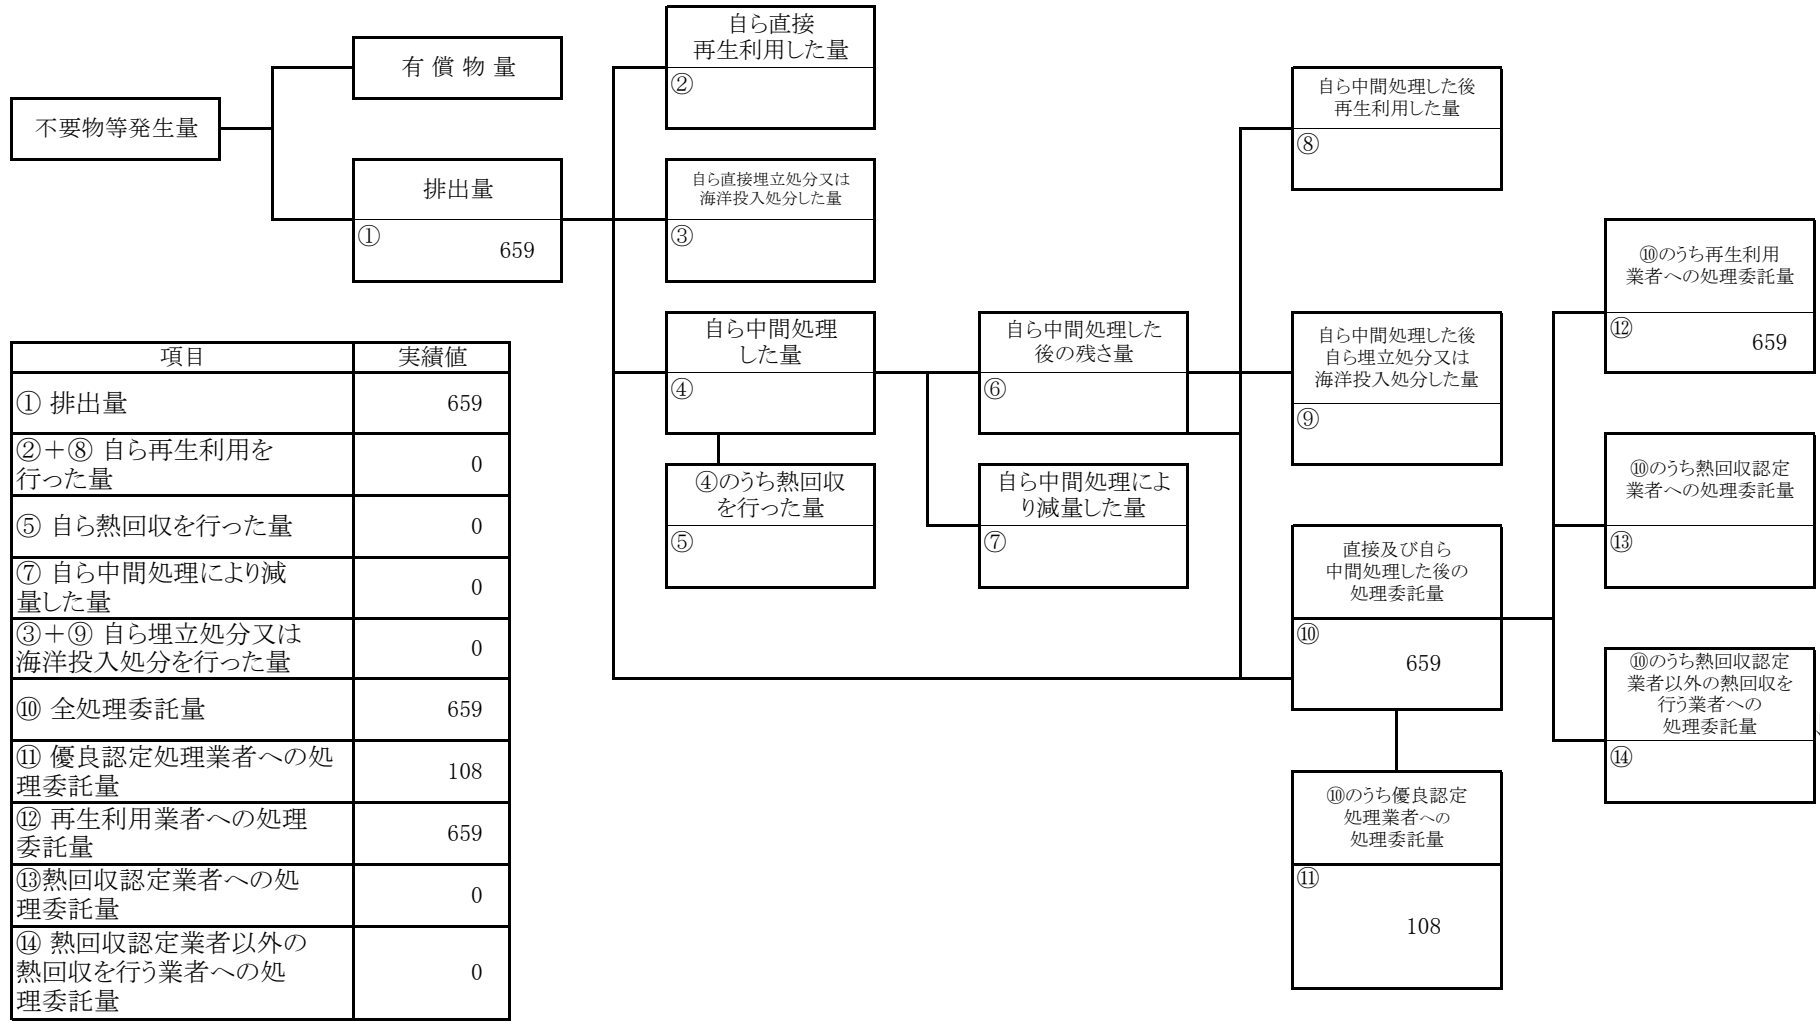 不要物等発生量
有 償 物 量
排出量
①
659
自ら直接
再生利用した量
②
自ら直接埋立処分又は
海洋投入処分した量
③
自ら中間処理
した量
④
④のうち熱回収
を行った量
⑤
自ら中間処理した
後の残さ量
⑥
自ら中間処理によ
り減量した量
⑦
自ら中間処理した後
再生利用した量
⑧
自ら中間処理した後
自ら埋立処分又は
海洋投入処分した量
⑨
直接及び自ら
中間処理した後の
処理委託量
⑩
659
⑩のうち優良認定
処理業者への
処理委託量
⑪
108
⑩のうち再生利用
業者への処理委託量
⑫
659
⑩のうち熱回収認定
業者への処理委託量
⑬
⑩のうち熱回収認定
業者以外の熱回収を
行う業者への
処理委託量
⑭
項目 実績値
① 排出量 659
②＋⑧ 自ら再生利用を
行った量 0
⑤ 自ら熱回収を行った量 0
⑦ 自ら中間処理により減
量した量 0
③＋⑨ 自ら埋立処分又は
海洋投入処分を行った量 0
⑩ 全処理委託量 659
⑪ 優良認定処理業者への処
理委託量 108
⑫ 再生利用業者への処理
委託量 659
⑬熱回収認定業者への処
理委託量 0
⑭ 熱回収認定業者以外の
熱回収を行う業者への処 0
理委託量